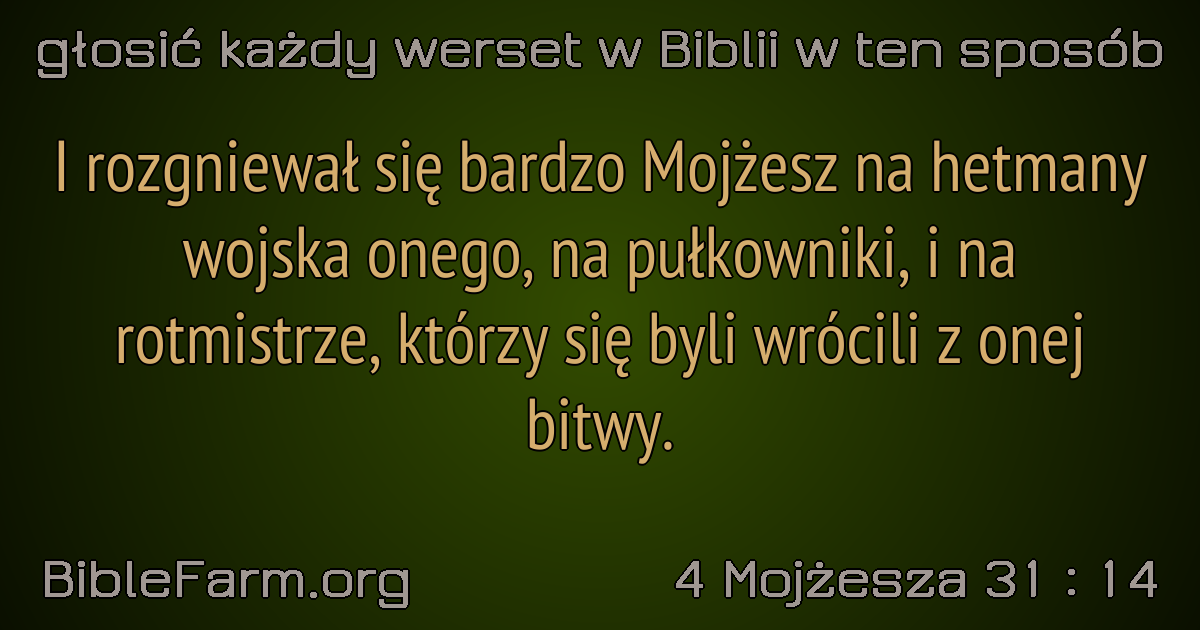 głosić każdy werset w Biblii w ten sposób
I rozgniewał się bardzo Mojżesz na hetmany
wojska onego, na pułkowniki, i na
rotmistrze, którzy się byli wrócili z onej
bitwy.
BibleFarm.org
4 Mojżesza 31 : 14